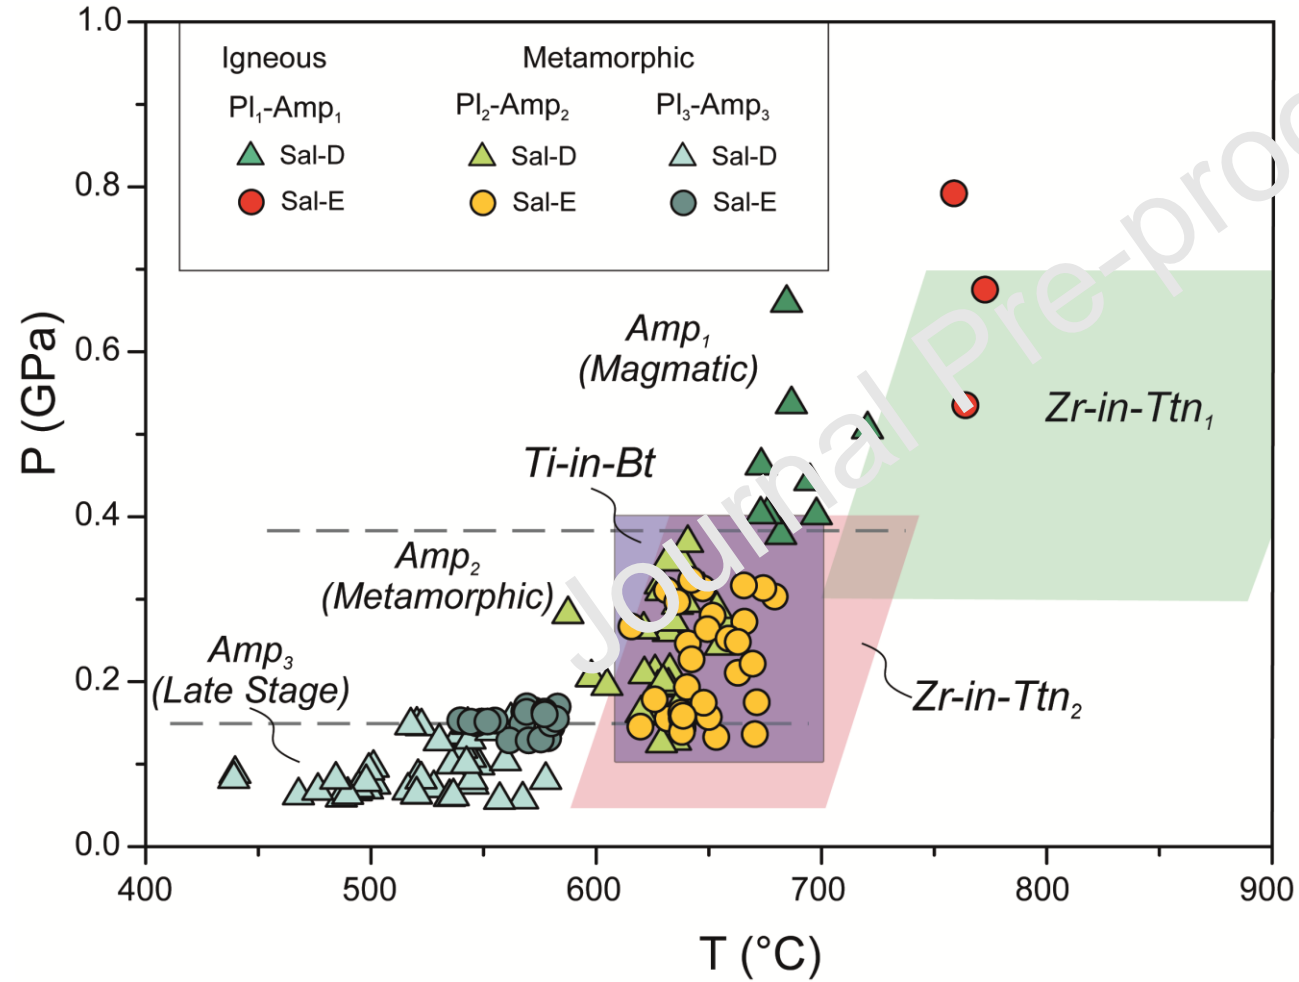 1.0
Igneous
Metamorphic
Pl₁-Amp₁
Pl₂-Amp₂
Pl₃-Amp₃
Sal-D
Sal-D
Sal-D
Sal-E
Sal-E
Sal-E
0.8
0.6
0.4
0.2
0.0
P (GPa)
Amp₁
(Magmatic)
Zr-in-Ttn₁
Ti-in-Bt
Amp₂
(Metamorphic)
Amp₃
(Late Stage)
Zr-in-Ttn₂
Journal Pre-proo
400
500
600
700
800
900
T (°C)